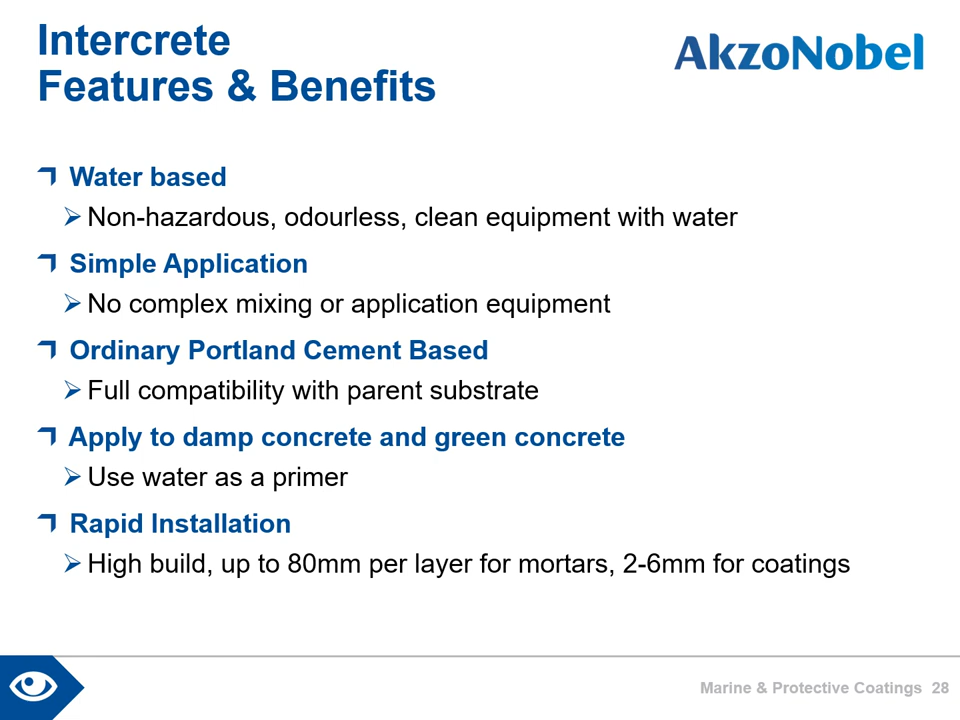 Intercrete
Features & Benefits
AkzoNobel
Water based
Non-hazardous, odourless, clean equipment with water
Simple Application
No complex mixing or application equipment
Ordinary Portland Cement Based
Full compatibility with parent substrate
Apply to damp concrete and green concrete
Use water as a primer
Rapid Installation
High build, up to 80mm per layer for mortars, 2-6mm for coatings
Marine & Protective Coatings 28